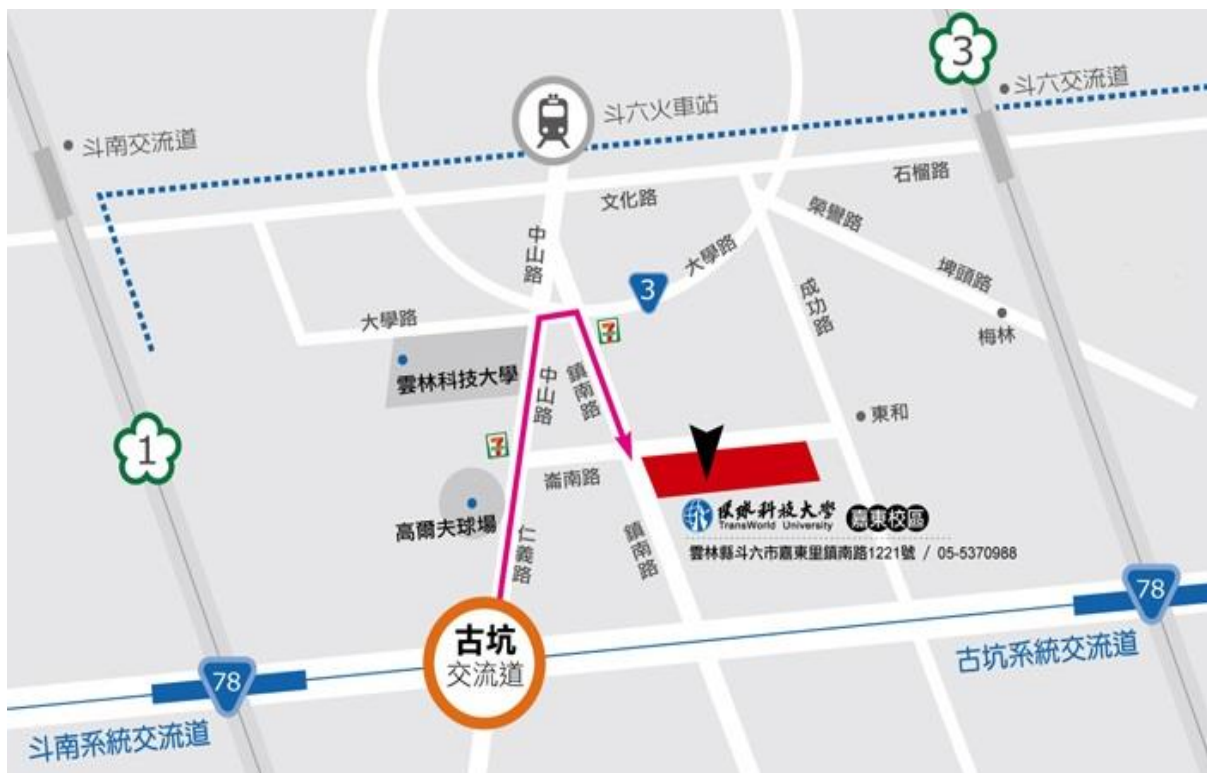 3
斗六交流道
斗六火車站
斗南交流道
石榴路
文化路
榮譽路
中山路
大學路
埤頭路
3
成功路
大學路
梅林
7
雲林科技大學
中山路
鎮南路
東和
1
7
崙南路
高爾夫球場
環球科技大學
TransWorld University
嘉東校區
仁義路
鎮南路
雲林縣斗六市嘉東里鎮南路1221號 / 05-5370988
78
古坑
交流道
古坑系統交流道
78
斗南系統交流道